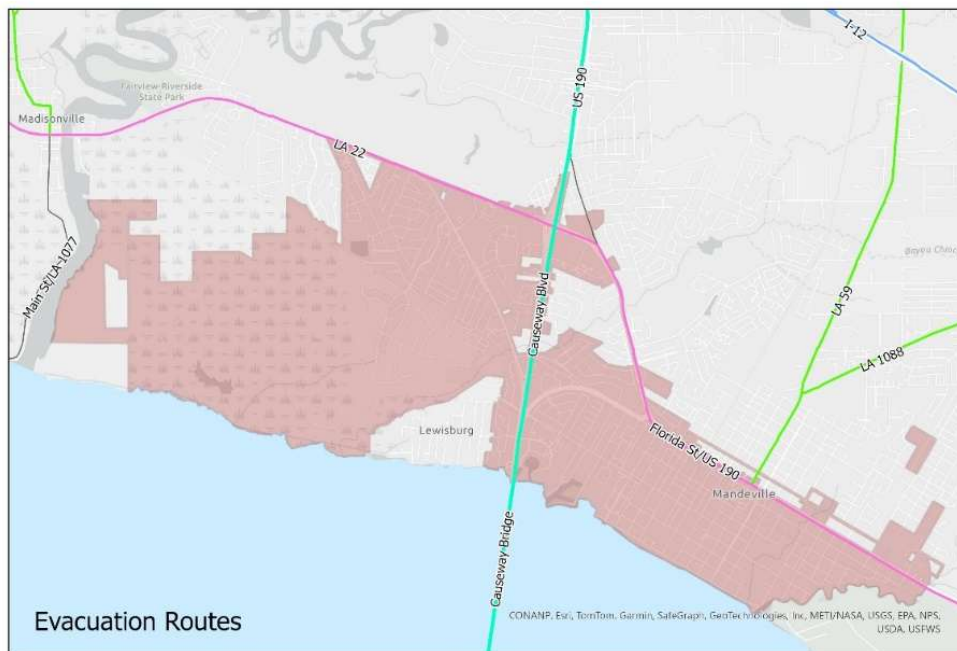 I-12
US 190
Fairview-Riverside
State Park
Madisonville
LA 22
Main St/LA-1077
Causeway Blvd
LA 59
LA 1088
Lewisburg
Florida St/US 190
Mandeville
Causeway Bridge
Evacuation Routes
CONANP, Esri, TomTom, Garmin, SafeGraph, GeoTechnologies, Inc, METI/NASA, USGS, EPA, NPS,
USDA, USFWS